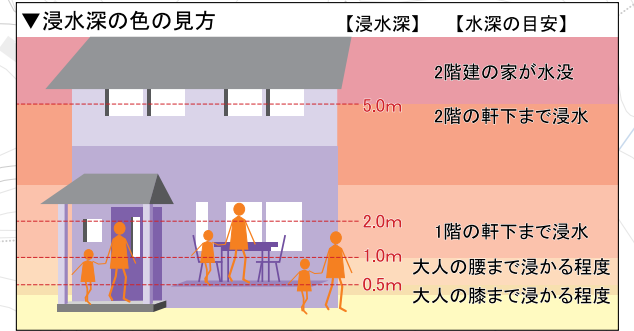 ▼浸水深の色の見方
【浸水深】 【水深の目安】
2階建の家が水没
5.0m
2階の軒下まで浸水
2.0m
1階の軒下まで浸水
1.0m
大人の腰まで浸かる程度
0.5m
大人の膝まで浸かる程度